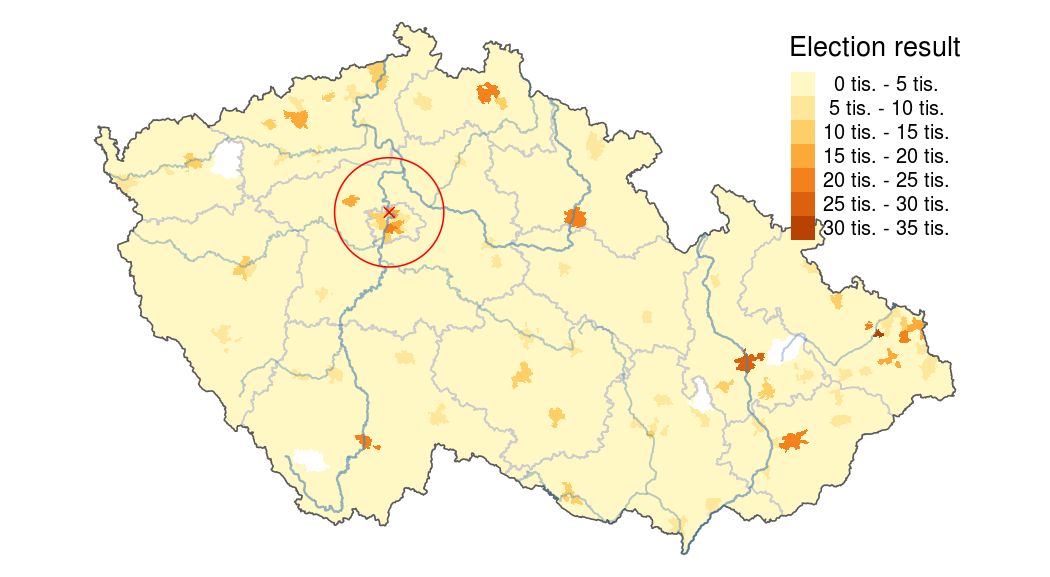 Election result
0 tis. - 5 tis.
5 tis. - 10 tis.
10 tis. - 15 tis.
15 tis. - 20 tis.
20 tis. - 25 tis.
25 tis. - 30 tis.
30 tis. - 35 tis.